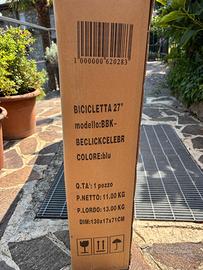 1 000000 620283
BICICLETTA 27"
modello:BBK-
BECLICKCELEBR
COLORE:blu
Q.TA': 1 pezzo
P.NETTO: 11.00 KG
P.LORDO: 13.00 KG
DIM:130x17x71CM